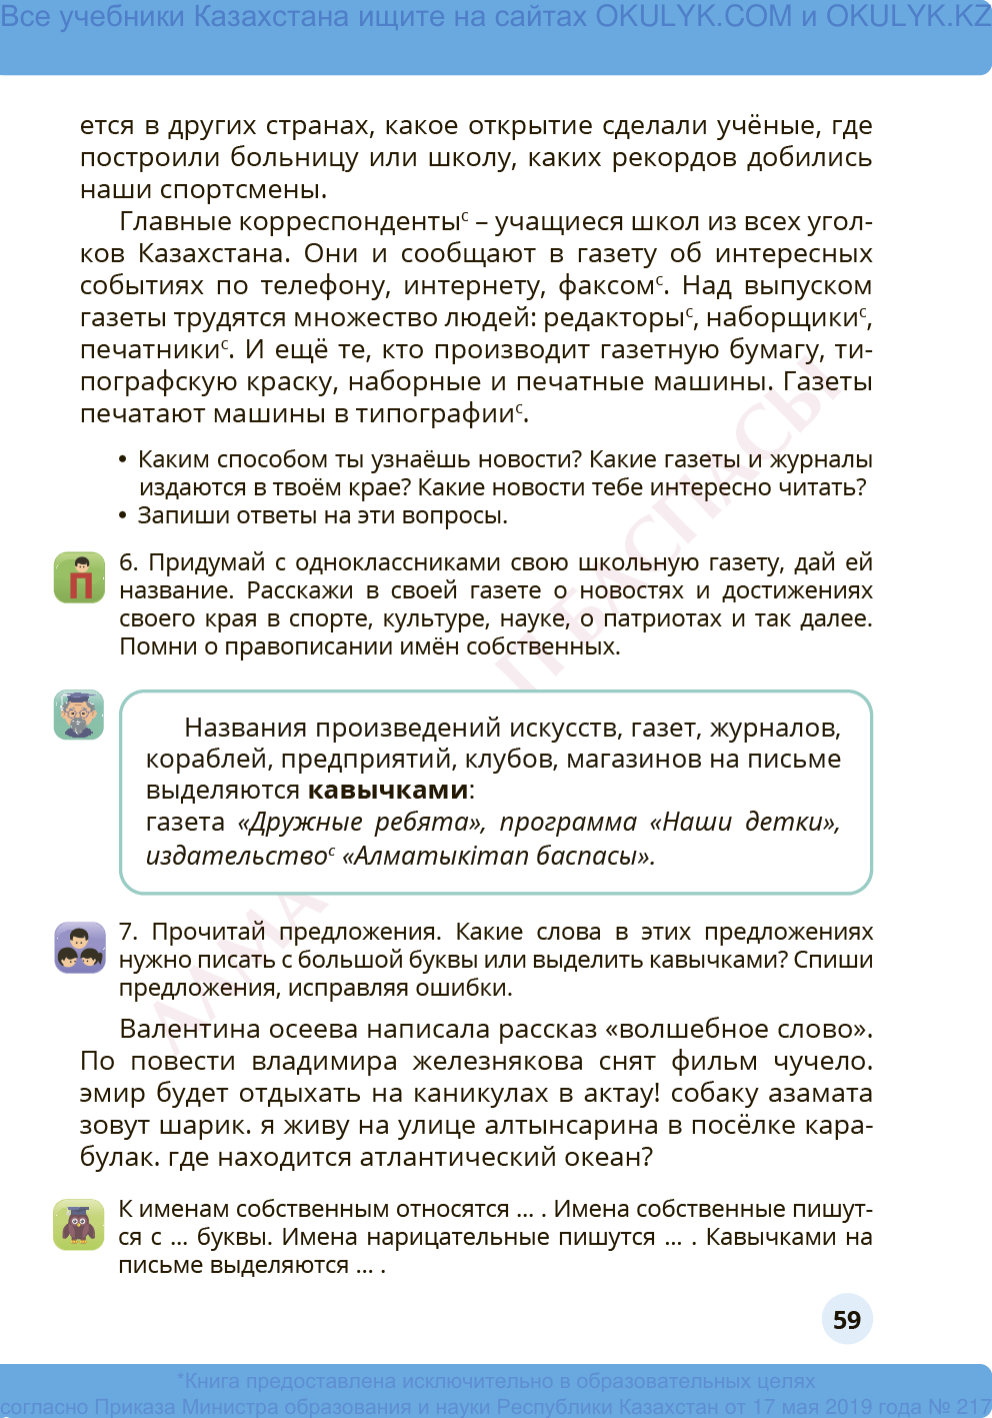 Все учебники Казахстана ищите на сайтах OKULYK.COM и OKULYK.KZ
ется в других странах, какое открытие сделали учёные, где
построили больницу или школу, каких рекордов добились
наши спортсмены.
Главные корреспондентыс – учащиеся школ из всех угол-
ков Казахстана. Они и сообщают в газету об интересных
событиях по телефону, интернету, факсомс. Над выпуском
газеты трудятся множество людей: редакторыс, наборщикис,
печатникис. И ещё те, кто производит газетную бумагу, ти-
пографскую краску, наборные и печатные машины. Газеты
печатают машины в типографиис.
• Каким способом ты узнаёшь новости? Какие газеты и журналы
издаются в твоём крае? Какие новости тебе интересно читать?
• Запиши ответы на эти вопросы.
П
6. Придумай с одноклассниками свою школьную газету, дай ей
название. Расскажи в своей газете о новостях и достижениях
своего края в спорте, культуре, науке, о патриотах и так далее.
Помни о правописании имён собственных.
Названия произведений искусств, газет, журналов,
кораблей, предприятий, клубов, магазинов на письме
выделяются кавычками:
газета «Дружные ребята», программа «Наши детки»,
издательствос «Алматыкітап баспасы».
7. Прочитай предложения. Какие слова в этих предложениях
нужно писать с большой буквы или выделить кавычками? Спиши
предложения, исправляя ошибки.
Валентина осеева написала рассказ «волшебное слово».
По повести владимира железнякова снят фильм чучело.
эмир будет отдыхать на каникулах в актау! собаку азамата
зовут шарик. я живу на улице алтынсарина в посёлке кара-
булак. где находится атлантический океан?
К именам собственным относятся ... . Имена собственные пишут-
ся с ... буквы. Имена нарицательные пишутся ... . Кавычками на
письме выделяются ... .
59
*Книга предоставлена исключительно в образовательных целях
согласно Приказа Министра образования и науки Республики Казахстан от 17 мая 2019 года № 217